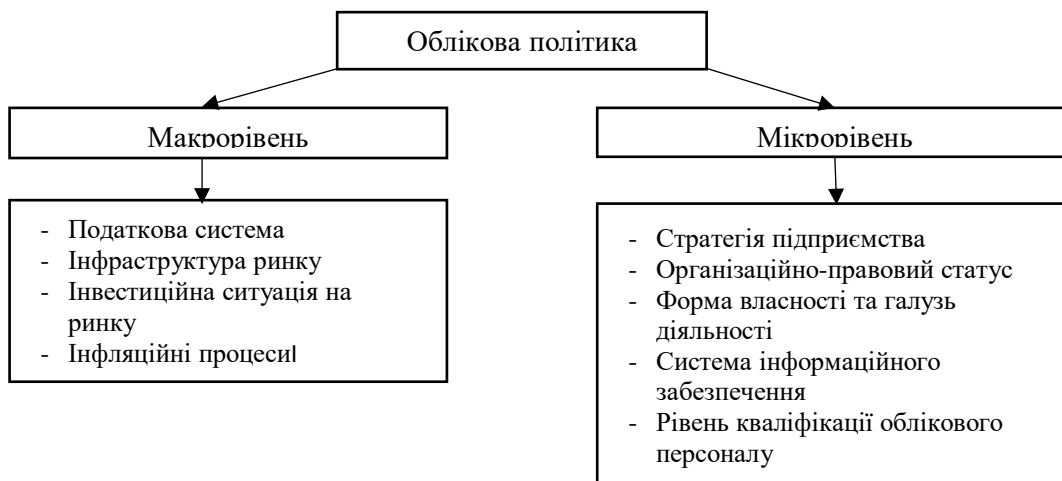 Облікова політика
Макрорівень
Мікрорівень
- Податкова система
- Інфраструктура ринку
- Інвестиційна ситуація на
ринку
- Інфляційні процеси
- Стратегія підприємства
- Організаційно-правовий статус
- Форма власності та галузь
діяльності
- Система інформаційного
забезпечення
- Рівень кваліфікації облікового
персоналу